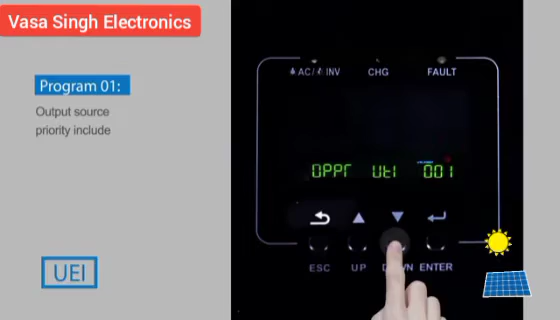 Vasa Singh Electronics
Program 01:
Output source
priority include
UEI
AC/ INV CHG FAULT
OPPr UtI 001
ESC UP DOWN ENTER